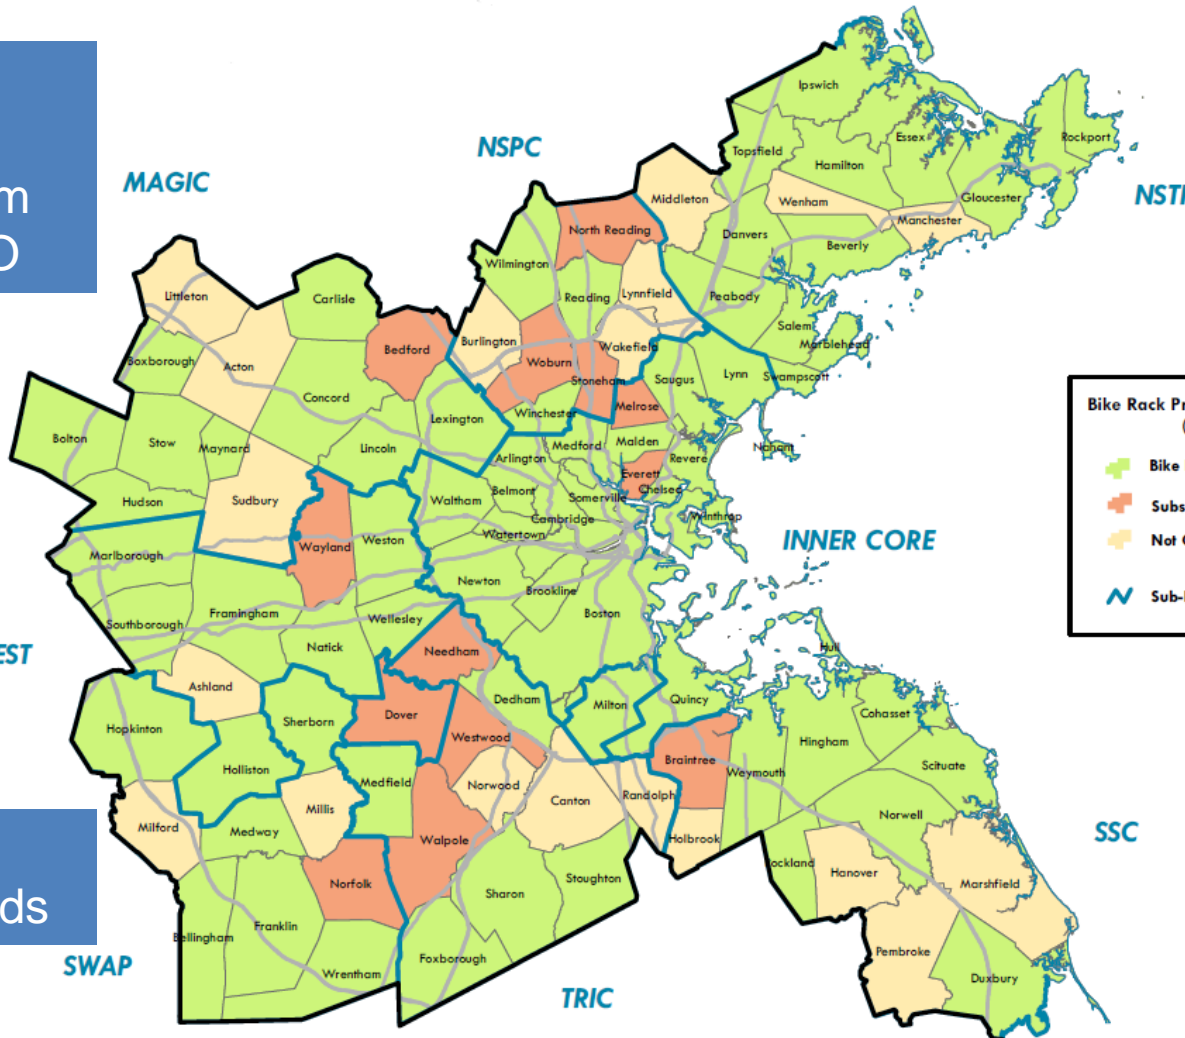 m
O
MAGIC
NSPC
NSTI
Ipswich
Essex
Rockport
Topsfield
Hamilton
Middleton
Wenham
Gloucester
Manchester
North Reading
Danvers
Beverly
Wilmington
Littleton
Carlisle
Reading
Lynnfield
Peabody
Salem
Marblehead
Bedford
Burlington
Wakefield
Boxborough
Acton
Woburn
Stoneham
Saugus
Lynn
Swampscott
Concord
Melrose
Lexington
Winchester
Bolton
Stow
Maynard
Lincoln
Medford
Malden
Nahant
Arlington
Revere
Everett
Hudson
Sudbury
Waltham
Belmont
Somerville
Chelsea
Winthrop
Cambridge
Watertown
INNER CORE
Marlborough
Wayland
Weston
Newton
Brookline
Boston
Southborough
Framingham
Wellesley
EST
Natick
Needham
Hull
Ashland
Dedham
Quincy
Milton
Cohasset
Hopkinton
Sherborn
Dover
Westwood
Hingham
Holliston
Braintree
Weymouth
Scituate
Medfield
Norwood
Canton
Randolph
Millis
Norwell
Milford
Medway
Walpole
Holbrook
SSC
Rockland
Hanover
Marshfield
Norfolk
Sharon
Stoughton
ds
Franklin
Bellingham
Pembroke
SWAP
Wrentham
Foxborough
Duxbury
TRIC
Bike Rack Pr
(
Bike
Subs
Not
Sub-